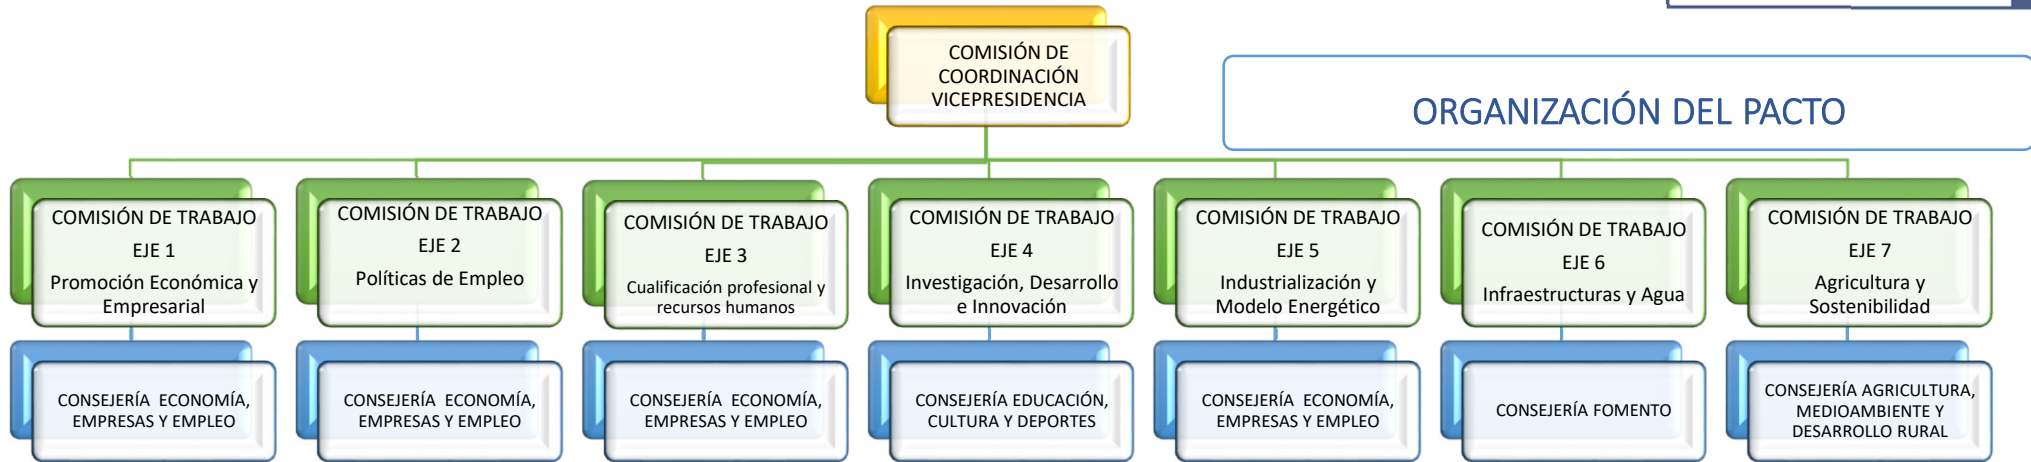 COMISIÓN DE
COORDINACIÓN
VICEPRESIDENCIA
ORGANIZACIÓN DEL PACTO
COMISIÓN DE TRABAJO
EJE 1
Promoción Económica y
Empresarial
COMISIÓN DE TRABAJO
EJE 2
Políticas de Empleo
COMISIÓN DE TRABAJO
EJE 3
Cualificación profesional y
recursos humanos
COMISIÓN DE TRABAJO
EJE 4
Investigación, Desarrollo
e Innovación
COMISIÓN DE TRABAJO
EJE 5
Industrialización y
Modelo Energético
COMISIÓN DE TRABAJO
EJE 6
Infraestructuras y Agua
COMISIÓN DE TRABAJO
EJE 7
Agricultura y
Sostenibilidad
CONSEJERÍA ECONOMÍA,
EMPRESAS Y EMPLEO
CONSEJERÍA ECONOMÍA,
EMPRESAS Y EMPLEO
CONSEJERÍA ECONOMÍA,
EMPRESAS Y EMPLEO
CONSEJERÍA EDUCACIÓN,
CULTURA Y DEPORTES
CONSEJERÍA ECONOMÍA,
EMPRESAS Y EMPLEO
CONSEJERÍA FOMENTO
CONSEJERÍA AGRICULTURA,
MEDIOAMBIENTE Y
DESARROLLO RURAL